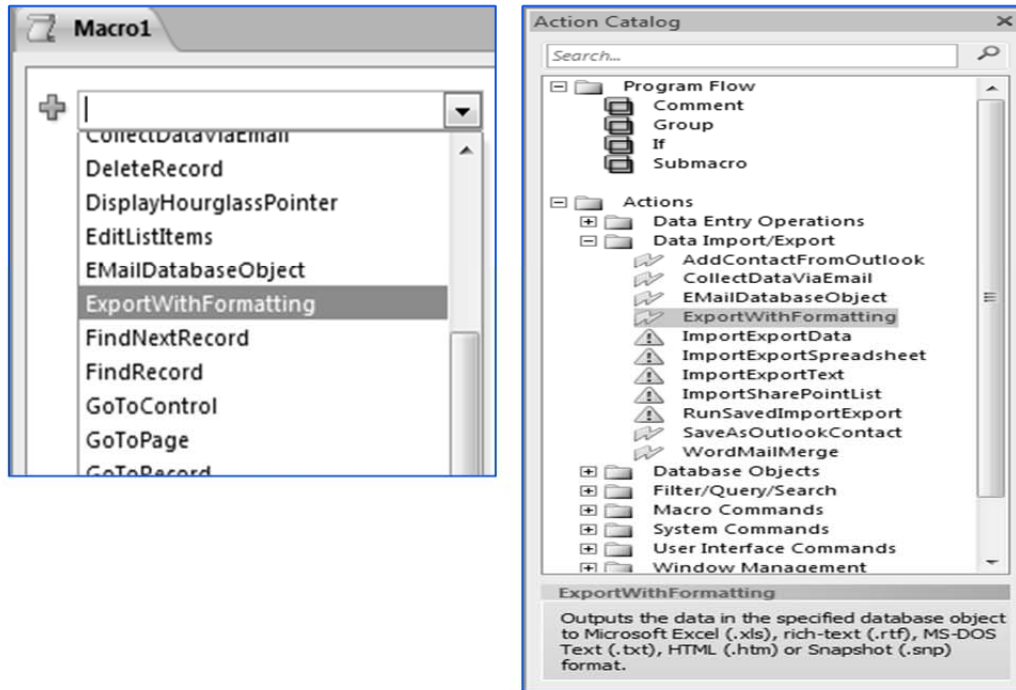 Macro1
CollectDataViaEmail
DeleteRecord
DisplayHourglassPointer
EditListItems
EMailDatabaseObject
ExportWithFormatting
FindNextRecord
FindRecord
GoToControl
GoToPage
GoToRecord
Action Catalog
Search...
Program Flow
Comment
Group
If
Submacro
Actions
Data Entry Operations
Data Import/Export
AddContactFromOutlook
CollectDataViaEmail
EMailDatabaseObject
ExportWithFormatting
ImportExportData
ImportExportSpreadsheet
ImportExportText
ImportSharePointList
RunSavedImportExport
SaveAsOutlookContact
WordMailMerge
Database Objects
Filter/Query/Search
Macro Commands
System Commands
User Interface Commands
Window Management
ExportWithFormatting
Outputs the data in the specified database object
to Microsoft Excel (.xls), rich-text (.rtf), MS-DOS
Text (.txt), HTML (.htm) or Snapshot (.snp)
format.